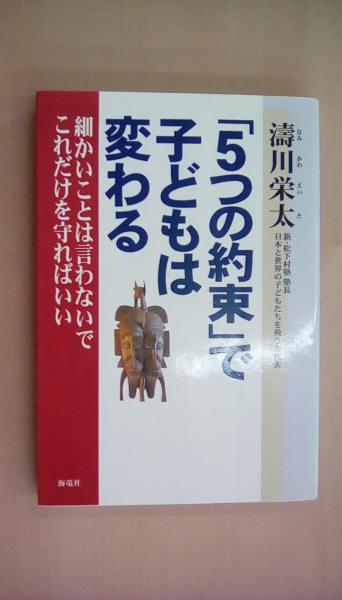 濤川栄太
なみ かわ えい た
新・松下村塾 塾長
日本と世界の子どもたちを救う会代表
「5つの約束」で
子どもは
変わる
細かいことは言わないで
これだけを守ればいい
海竜社